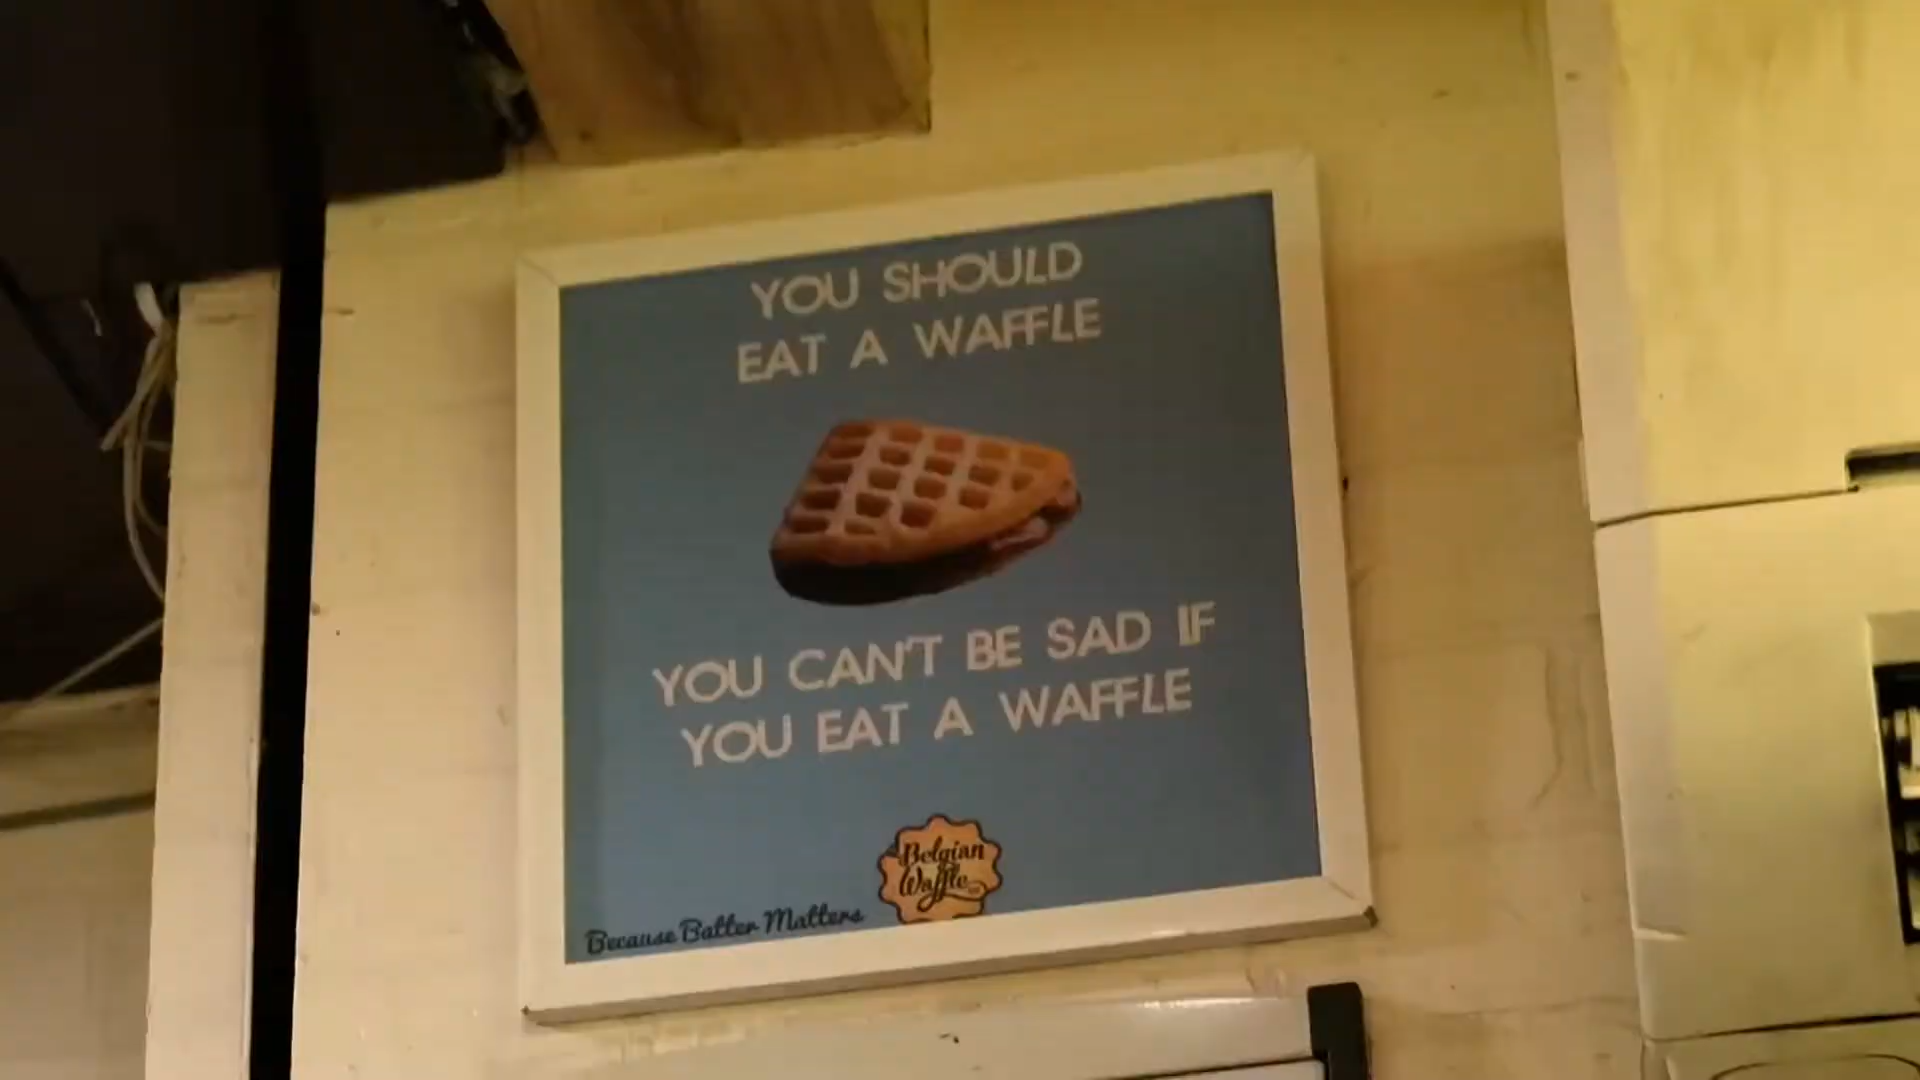 YOU SHOULD
EAT A WAFFLE
YOU CAN'T BE SAD IF
YOU EAT A WAFFLE
Belgian
Waffle
Because Batter Matters